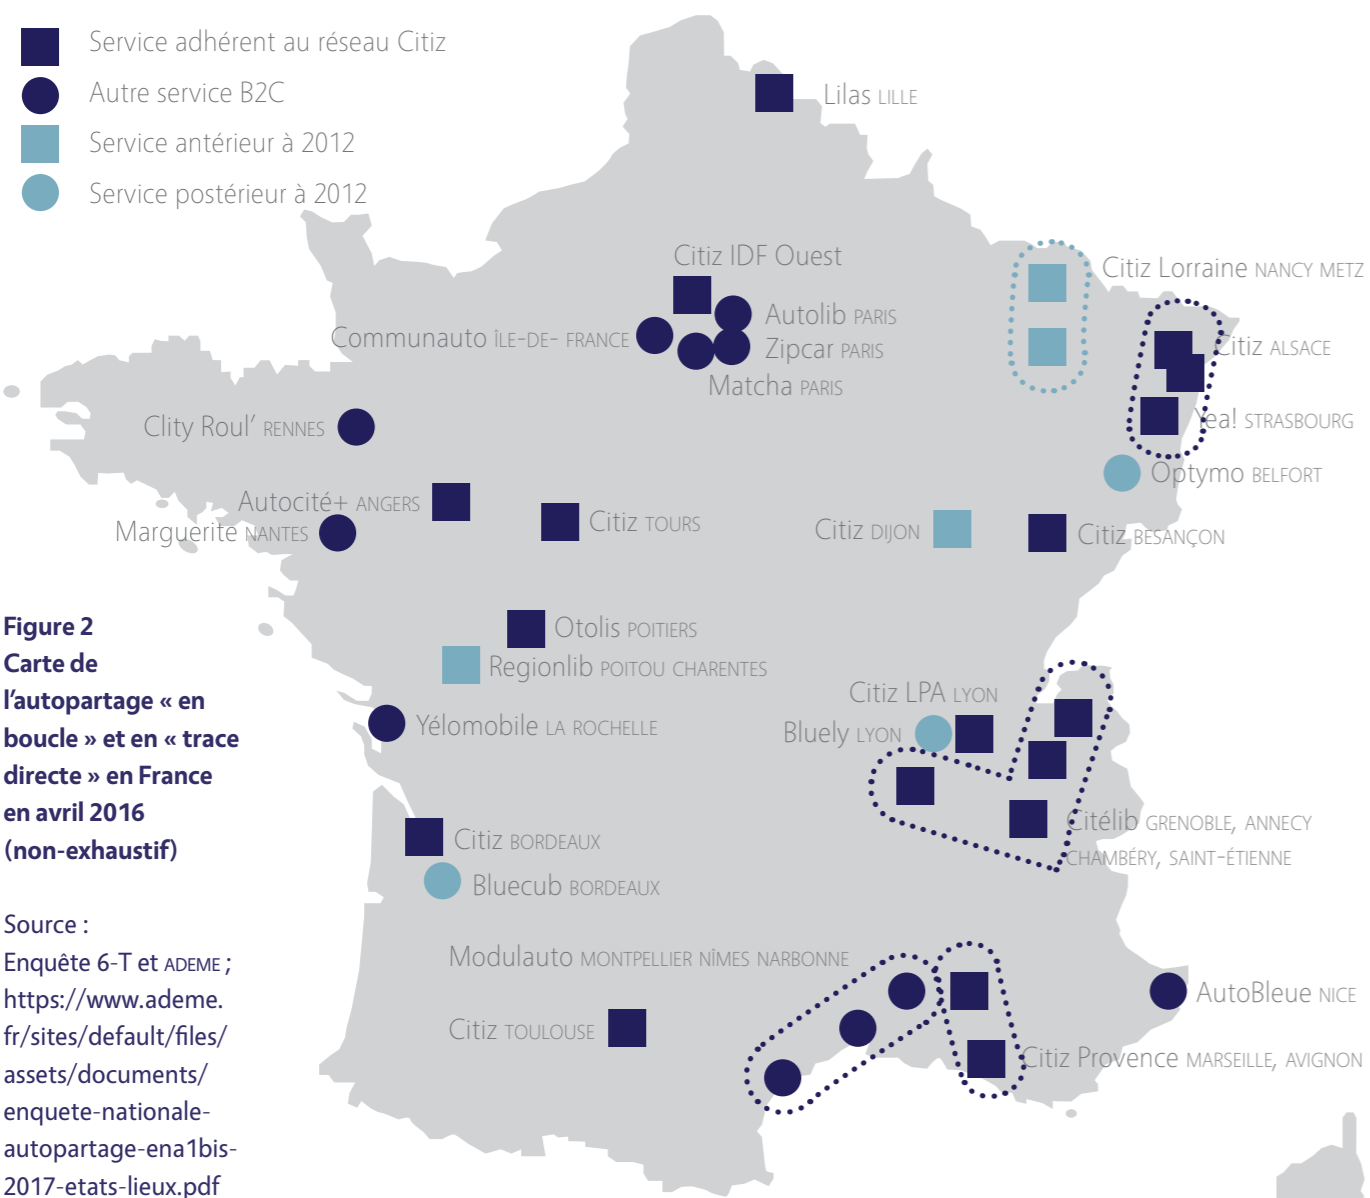 Service adhérent au réseau Citiz
Autre service B2C
Service antérieur à 2012
Service postérieur à 2012
Lilas LILLE
Citiz IDF Ouest
Citiz Lorraine NANCY METZ
Autolib PARIS
Communauto ÎLE-DE- FRANCE
Zipcar PARIS
Citiz ALSACE
Matcha PARIS
Clity Roul’ RENNES
Yea! STRASBOURG
Optymo BELFORT
Autocité+ ANGERS
Citiz TOURS
Citiz DIJON
Citiz BESANÇON
Marguerite NANTES
Otolis POITIERS
Regionlib POITOU CHARENTES
Citiz LPA LYON
Yélomobile LA ROCHELLE
Bluely LYON
Citélib GRENOBLE, ANNECY
CHAMBÉRY, SAINT-ÉTIENNE
Citiz BORDEAUX
Bluecub BORDEAUX
Modulauto MONTPELLIER NÎMES NARBONNE
AutoBleue NICE
Citiz TOULOUSE
Citiz Provence MARSEILLE, AVIGNON
Figure 2
Carte de
l’autopartage « en
boucle » et en « trace
directe » en France
en avril 2016
(non-exhaustif)
Source :
Enquête 6-T et ADEME ;
https://www.ademe.
fr/sites/default/files/
assets/documents/
enquete-nationale-
autopartage-ena1bis-
2017-etats-lieux.pdf